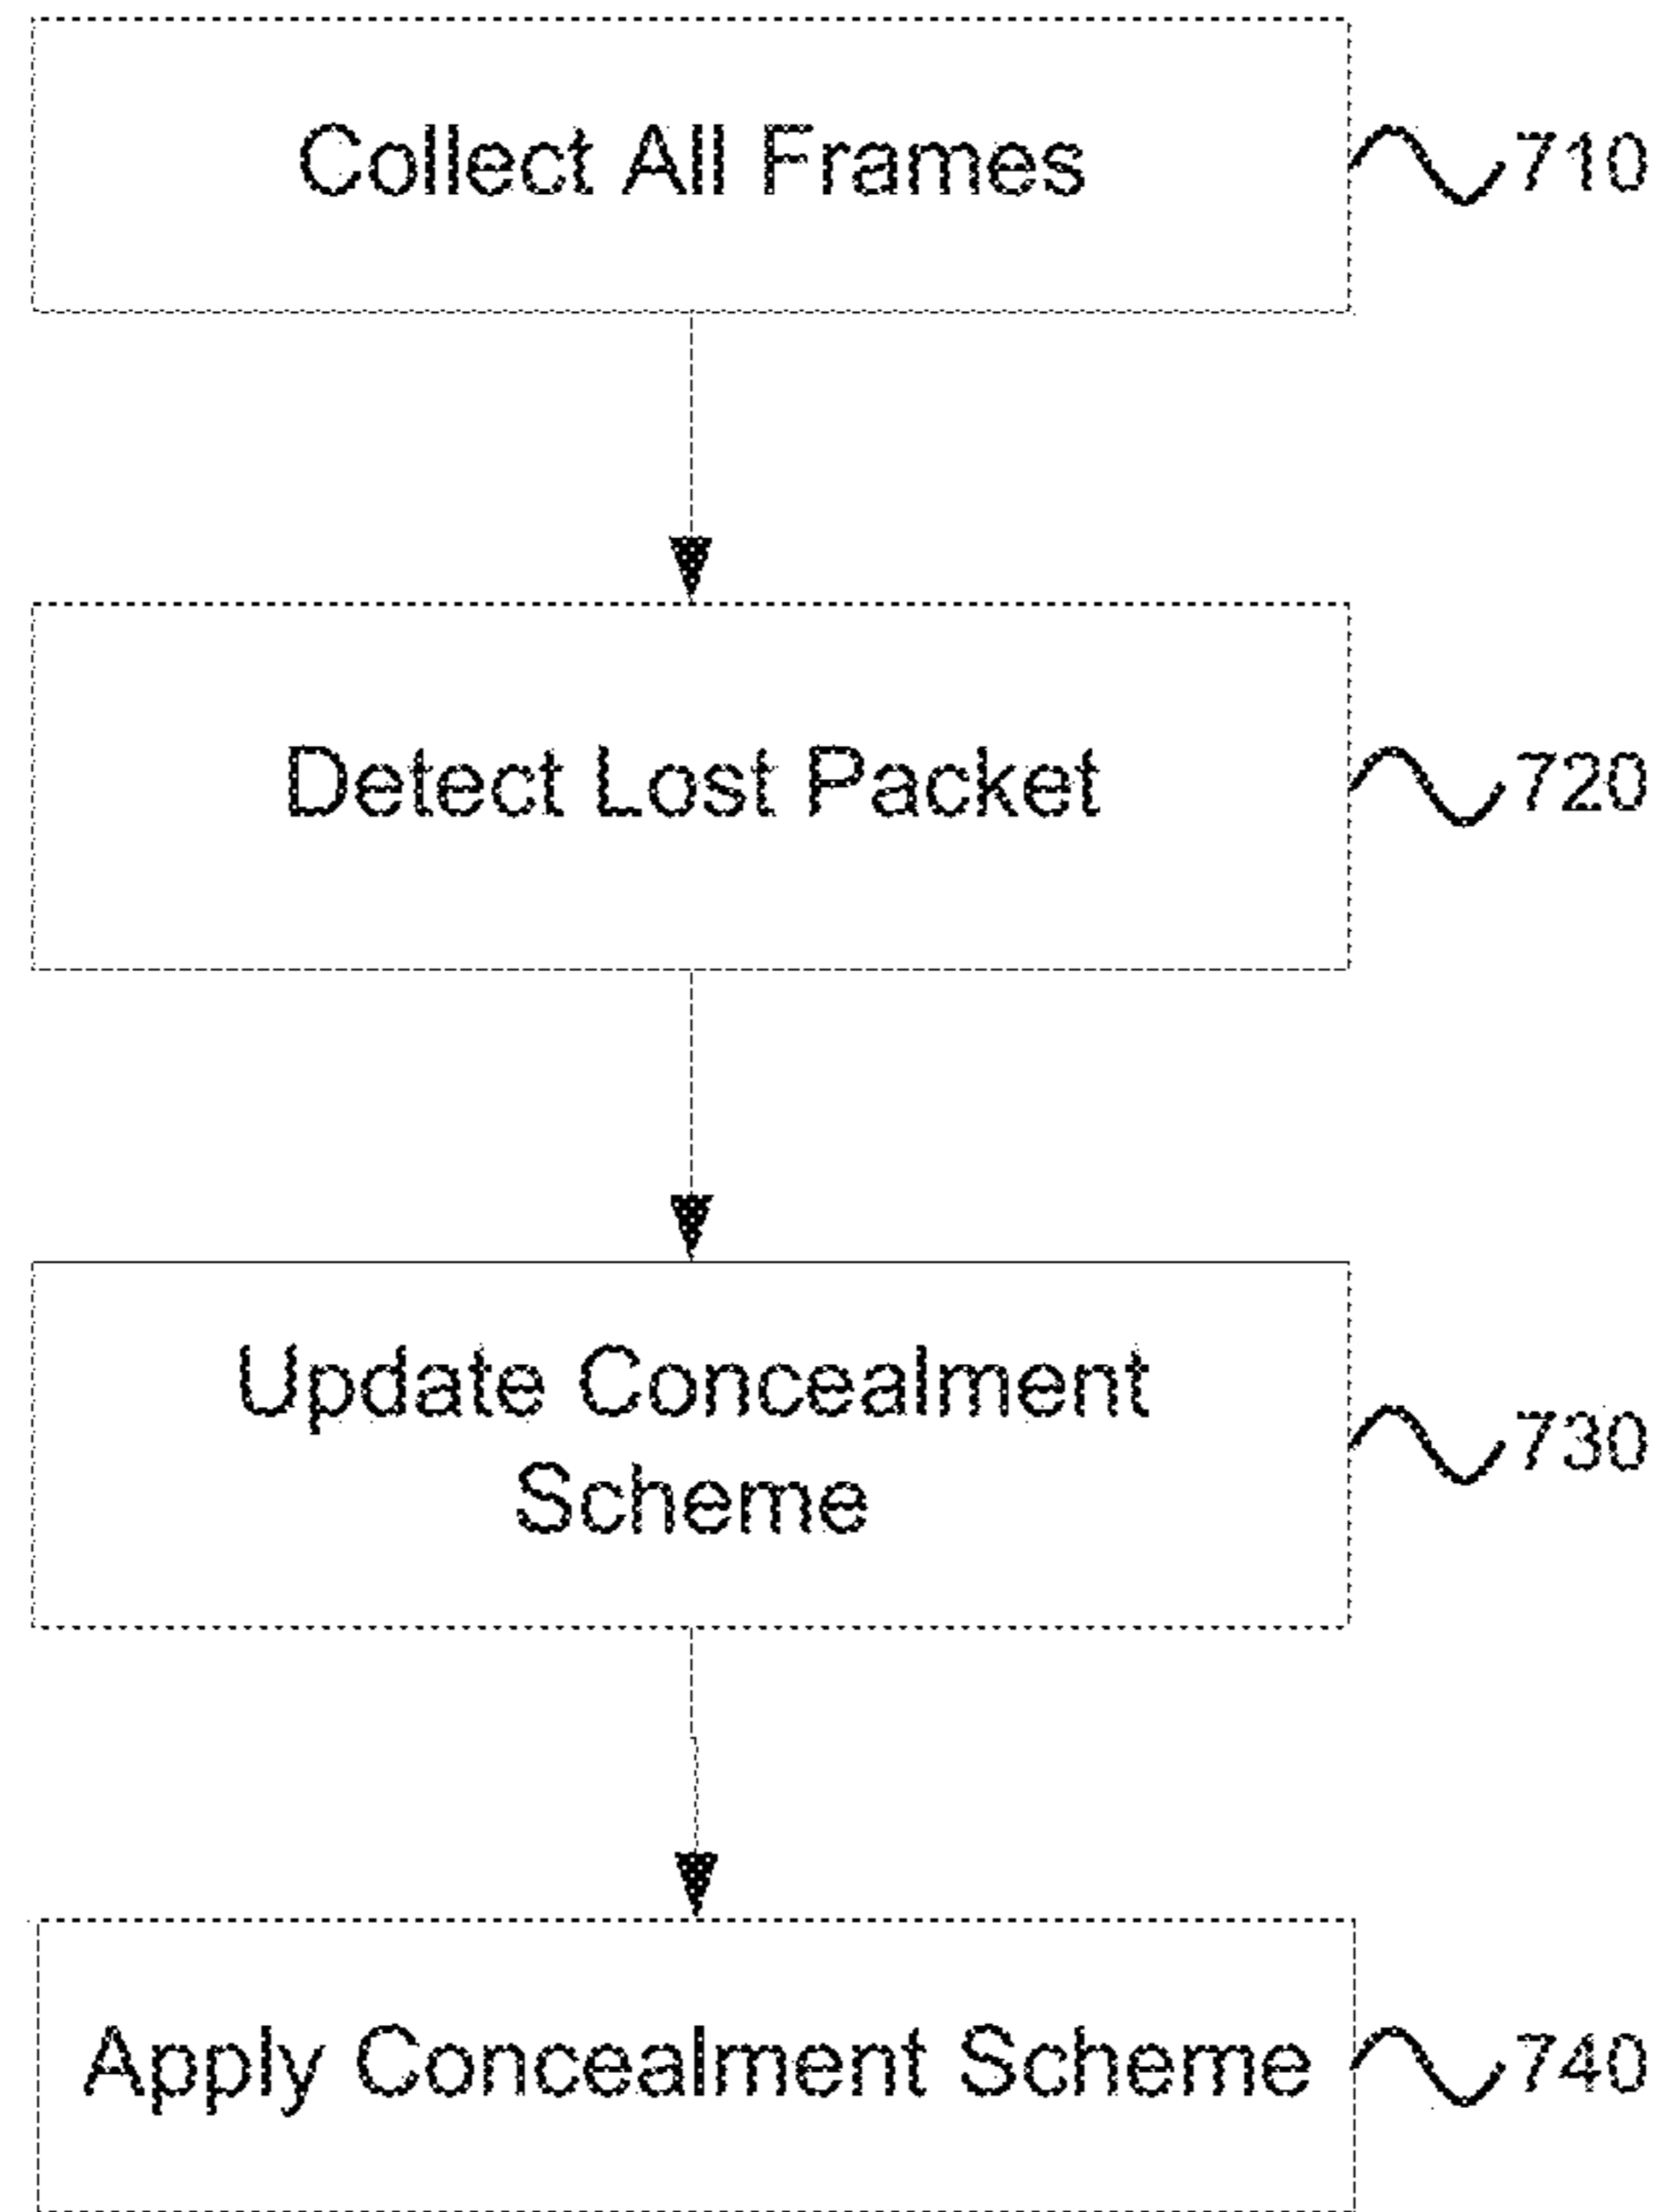 Collect All Frames
710
Detect Lost Packet
720
Update Concealment
Scheme
730
Apply Concealment Scheme
740